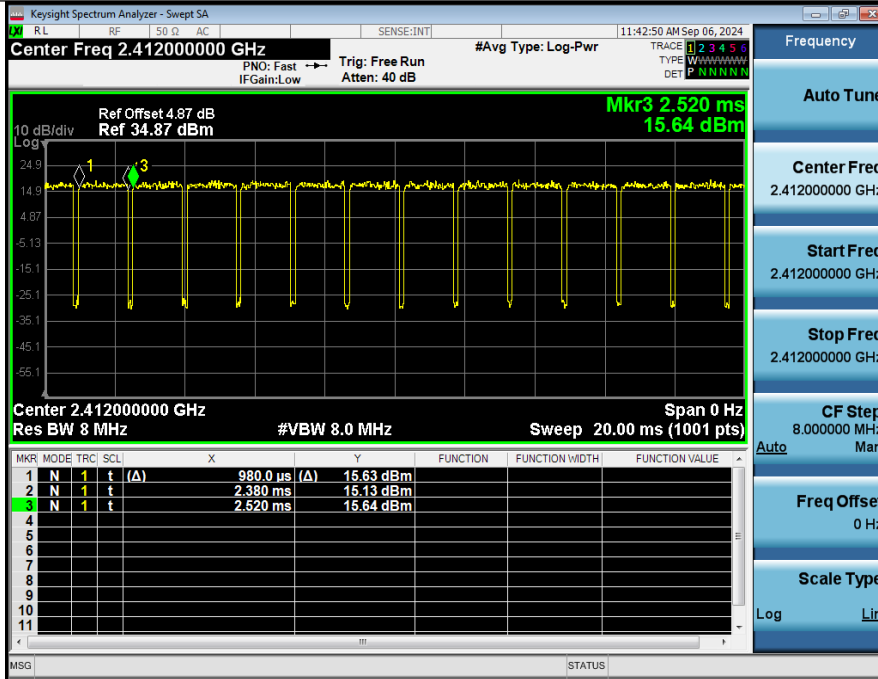 Keysight Spectrum Analyzer - Swept SA
LXI RL RF 50 Ω AC SENSE:INT 11:42:50 AM Sep 06, 2024
Center Freq 2.412000000 GHz #Avg Type: Log-Pwr TRACE 1 2 3 4 5 6
PNO: Fast Trig: Free Run TYPE WWWWWW
IFGain:Low Atten: 40 dB DET P N N N N N
Ref Offset 4.87 dB Mkr3 2.520 ms
10 dB/div Ref 34.87 dBm 15.64 dBm
Log
24.9
14.9
4.87
-5.13
-15.1
-25.1
-35.1
-45.1
-55.1
1
3
Center 2.412000000 GHz Span 0 Hz
Res BW 8 MHz #VBW 8.0 MHz Sweep 20.00 ms (1001 pts)
MKR MODE TRC SCL X Y FUNCTION FUNCTION WIDTH FUNCTION VALUE
1 N 1 t (Δ) 980.0 µs (Δ) 15.63 dBm
2 N 1 t 2.380 ms 15.13 dBm
3 N 1 t 2.520 ms 15.64 dBm
4
5
6
7
8
9
10
11
MSG STATUS
Frequency
Auto Tune
Center Freq
2.412000000 GHz
Start Freq
2.412000000 GHz
Stop Freq
2.412000000 GHz
CF Step
8.000000 MHz
Auto Man
Freq Offset
0 Hz
Scale Type
Log Lin